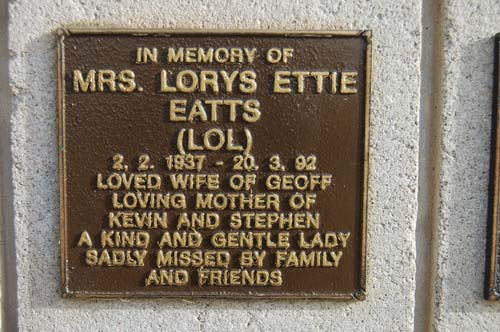 IN MEMORY OF
MRS. LORYS ETTIE
EATTS
(LOL)
2. 2. 1937 - 20. 3. 92
LOVED WIFE OF GEOFF
LOVING MOTHER OF
KEVIN AND STEPHEN
A KIND AND GENTLE LADY
SADLY MISSED BY FAMILY
AND FRIENDS